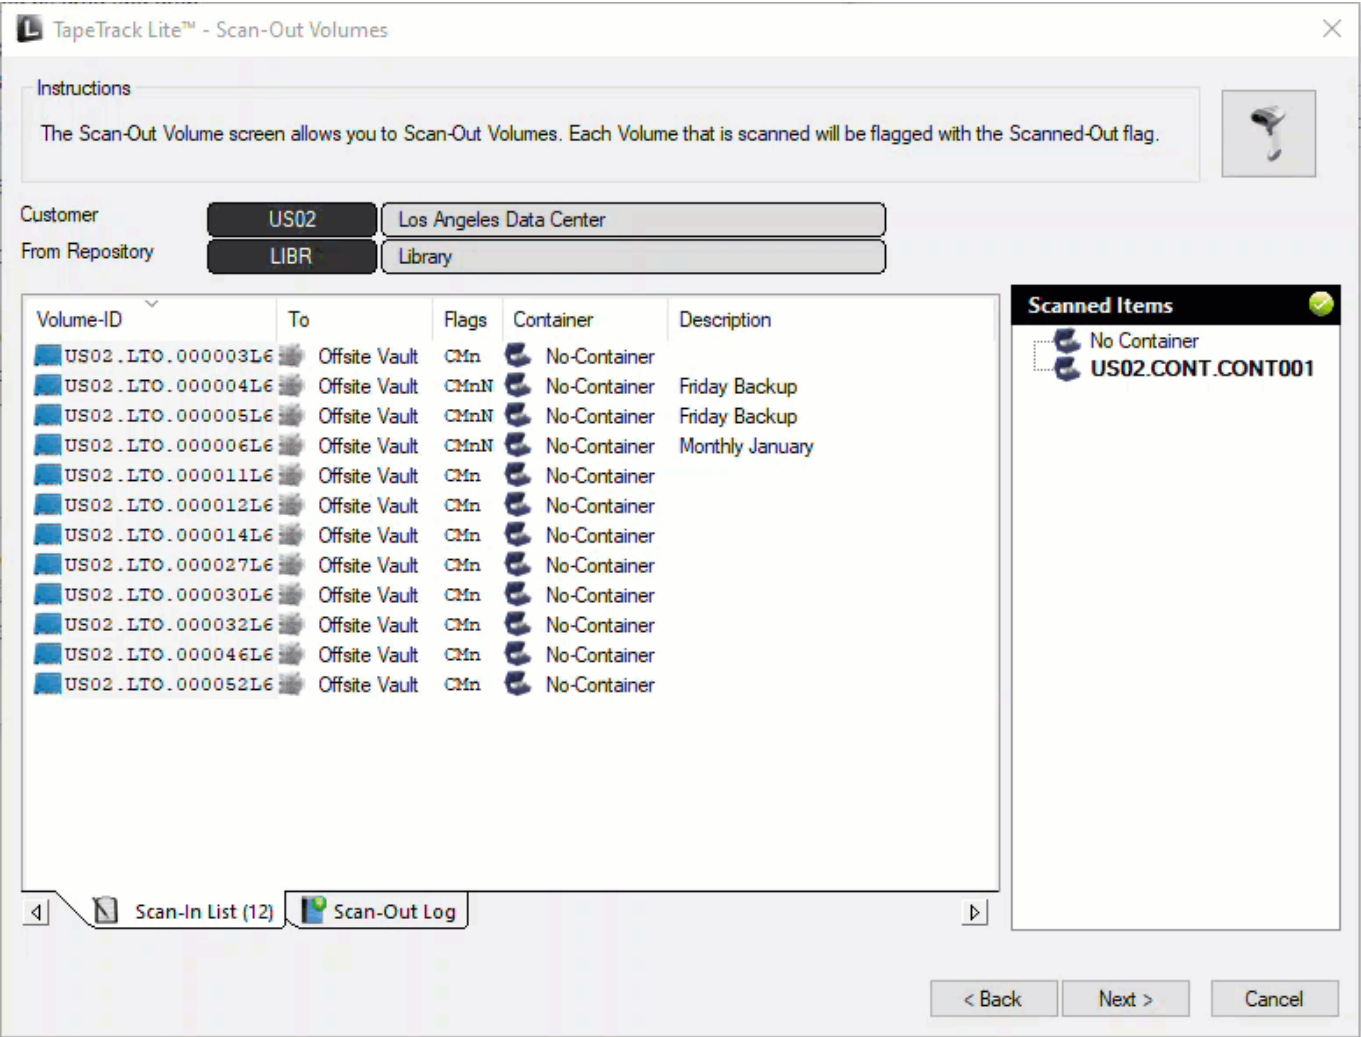 TapeTrack Lite™ - Scan-Out Volumes
Instructions
The Scan-Out Volume screen allows you to Scan-Out Volumes. Each Volume that is scanned will be flagged with the Scanned-Out flag.
Customer US02 Los Angeles Data Center
From Repository LIBR Library
Volume-ID To Flags Container Description
US02.LTO.000003L6 Offsite Vault CMn No-Container
US02.LTO.000004L6 Offsite Vault CMnN No-Container Friday Backup
US02.LTO.000005L6 Offsite Vault CMnN No-Container Friday Backup
US02.LTO.000006L6 Offsite Vault CMnN No-Container Monthly January
US02.LTO.000011L6 Offsite Vault CMn No-Container
US02.LTO.000012L6 Offsite Vault CMn No-Container
US02.LTO.000014L6 Offsite Vault CMn No-Container
US02.LTO.000027L6 Offsite Vault CMn No-Container
US02.LTO.000030L6 Offsite Vault CMn No-Container
US02.LTO.000032L6 Offsite Vault CMn No-Container
US02.LTO.000046L6 Offsite Vault CMn No-Container
US02.LTO.000052L6 Offsite Vault CMn No-Container
Scanned Items
No Container
US02.CONT.CONT001
Scan-In List (12) Scan-Out Log
< Back Next > Cancel